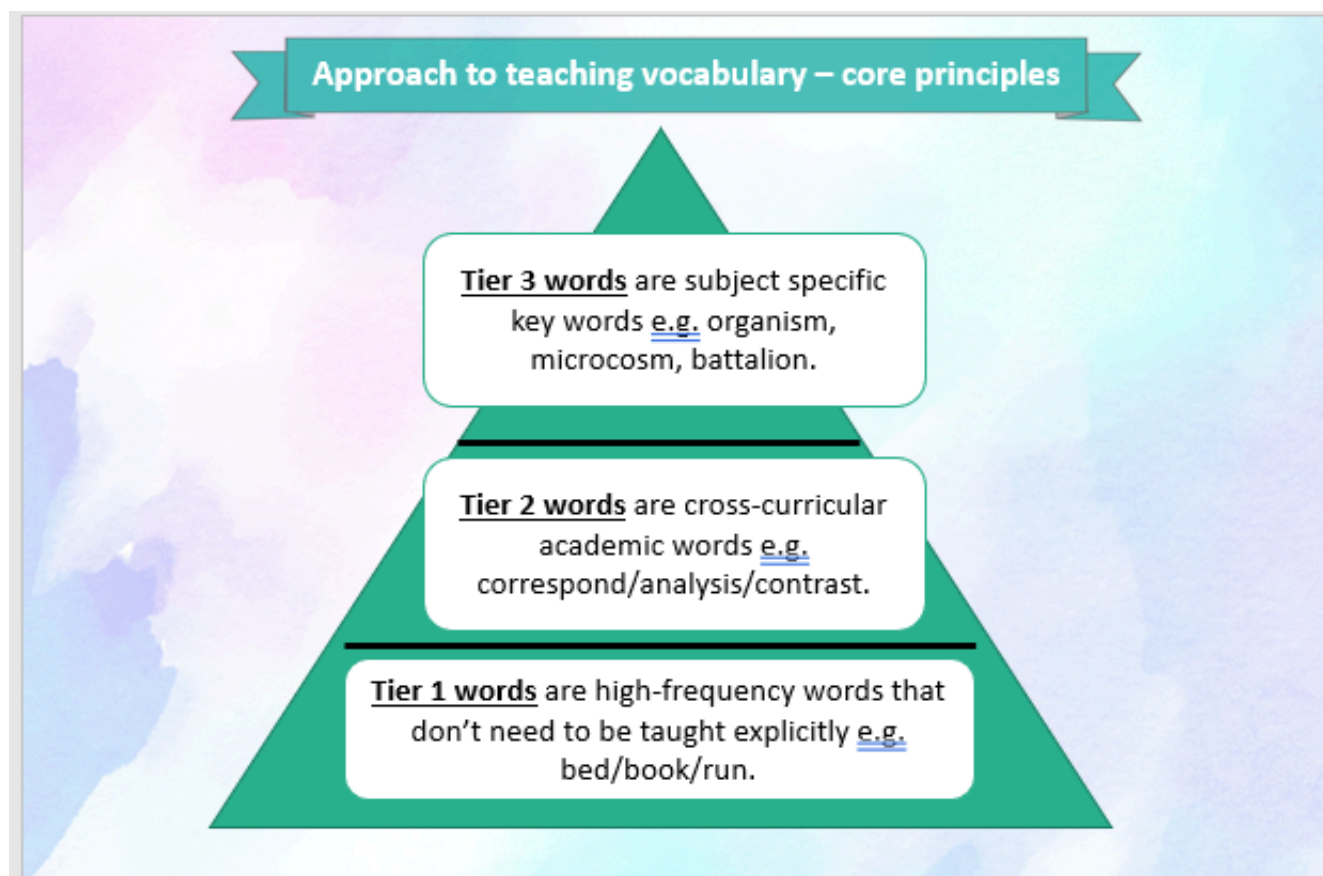 Approach to teaching vocabulary – core principles
Tier 3 words are subject specific
key words e.g. organism,
microcosm, battalion.
Tier 2 words are cross-curricular
academic words e.g.
correspond/analysis/contrast.
Tier 1 words are high-frequency words that
don’t need to be taught explicitly e.g.
bed/book/run.